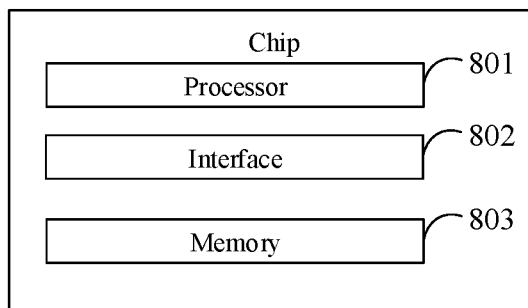 Chip
Processor
801
Interface
802
Memory
803